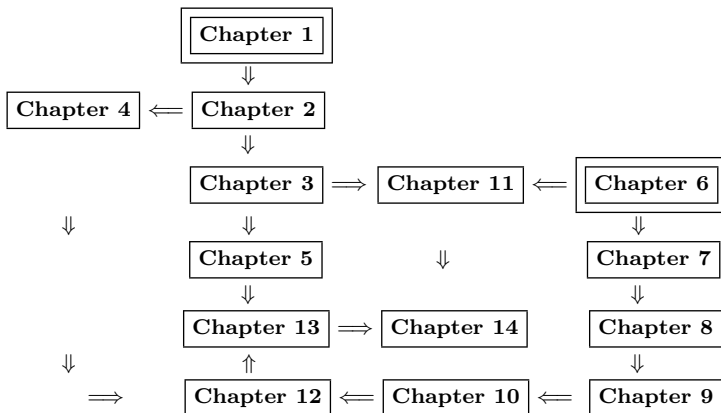 Chapter 1
⇓
Chapter 4 ⟸ Chapter 2
⇓
Chapter 3 ⟹ Chapter 11 ⟸ Chapter 6
⇓ ⇓ ⇓
Chapter 5 ⇓ Chapter 7
⇓ ⇓
Chapter 13 ⟹ Chapter 14 Chapter 8
⇓ ⇑ ⇓
⟹ Chapter 12 ⟸ Chapter 10 ⟸ Chapter 9